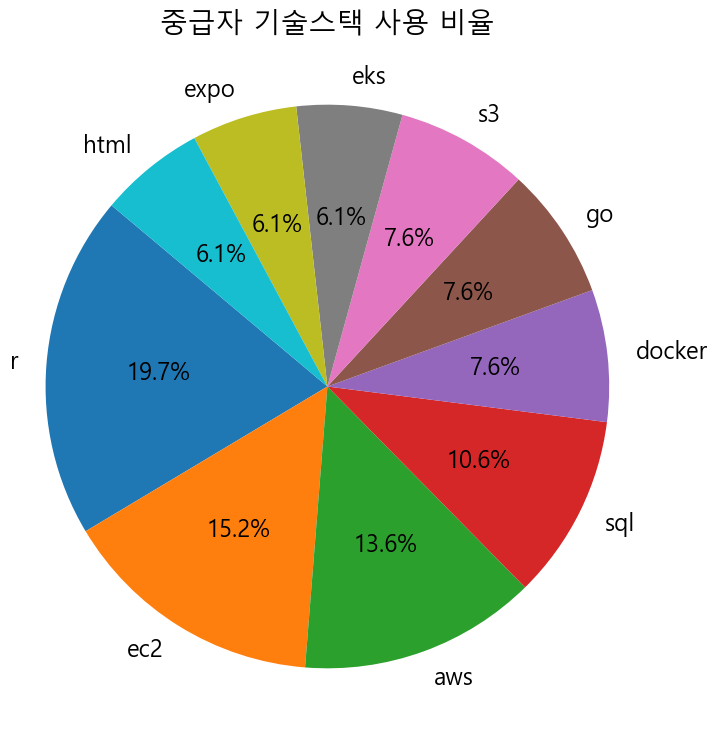 중급자 기술스택 사용 비율
eks
expo
s3
html
go
6.1%
6.1%
7.6%
6.1%
7.6%
docker
r
19.7%
7.6%
10.6%
sql
15.2%
13.6%
ec2
aws